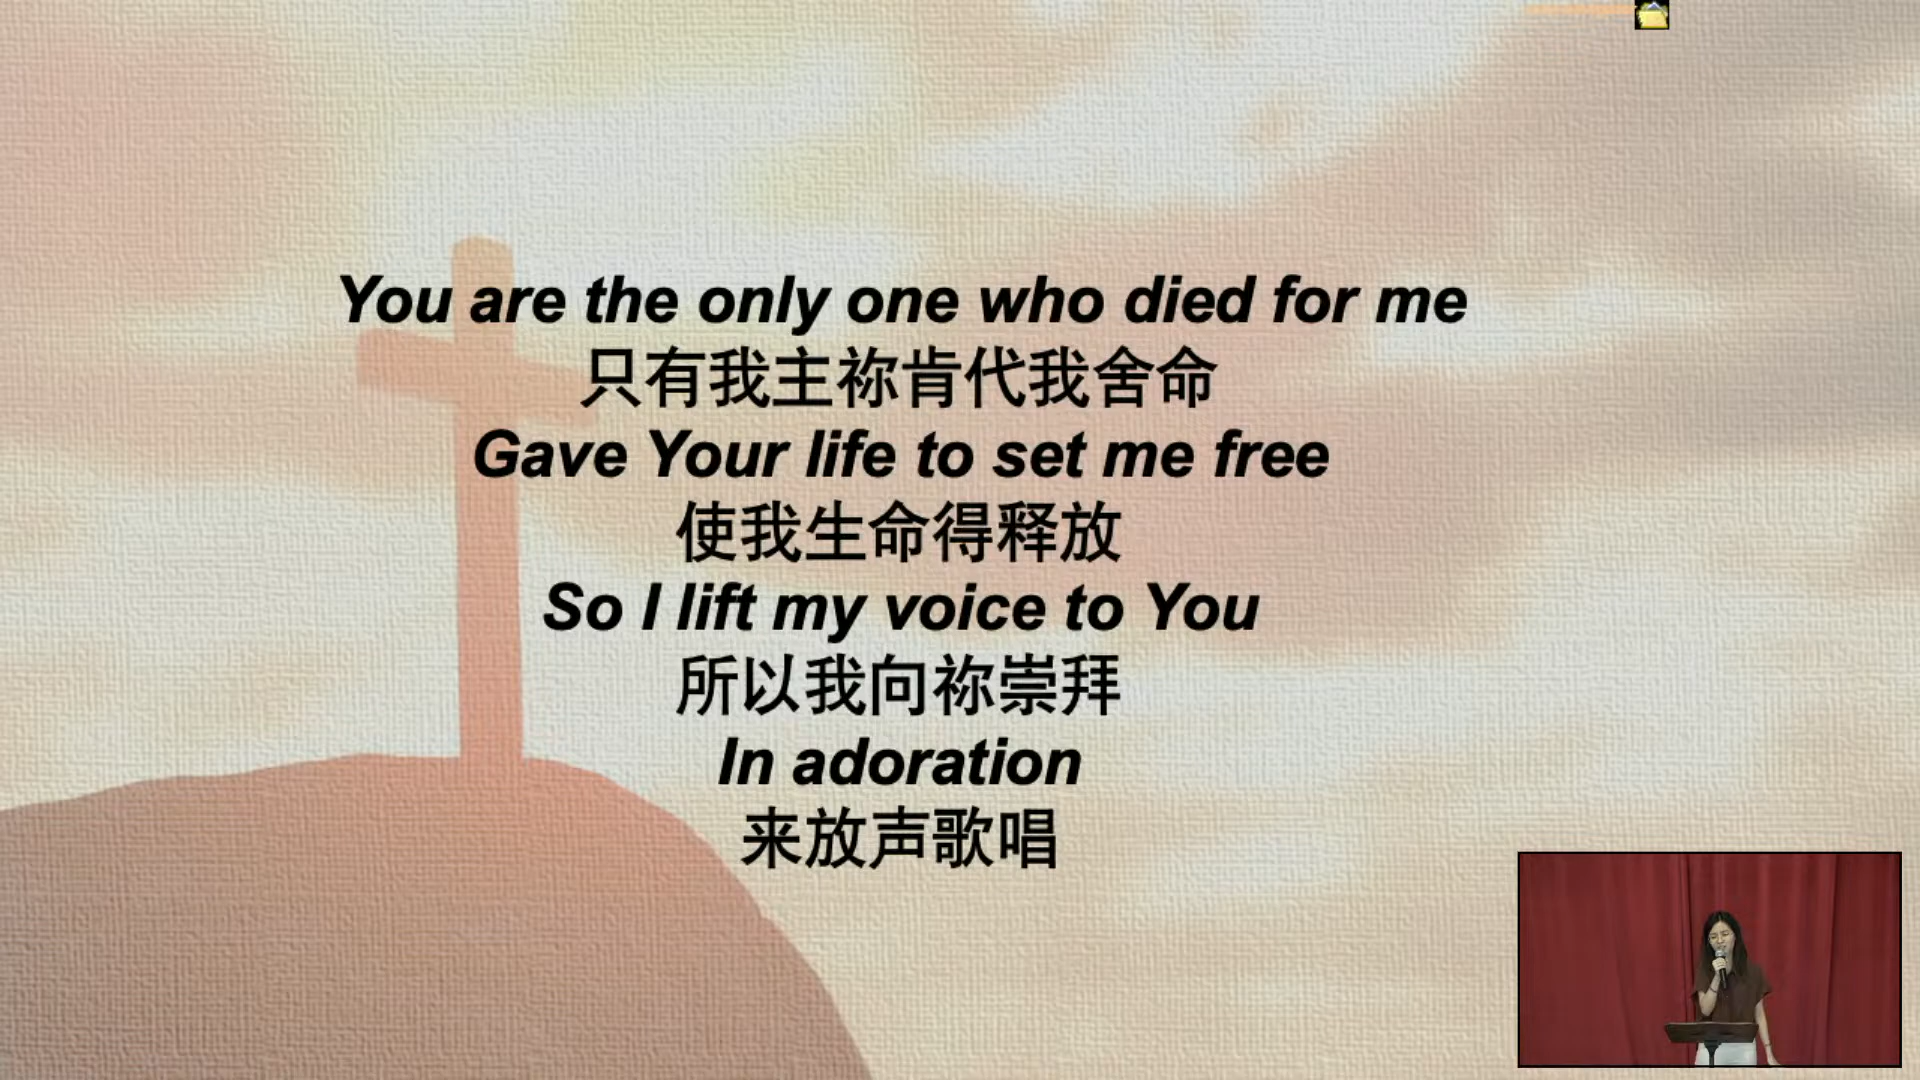 You are the only one who died for me
只有我主祢肯代我舍命
Gave Your life to set me free
使我生命得释放
So I lift my voice to You
所以我向祢崇拜
In adoration
来放声歌唱